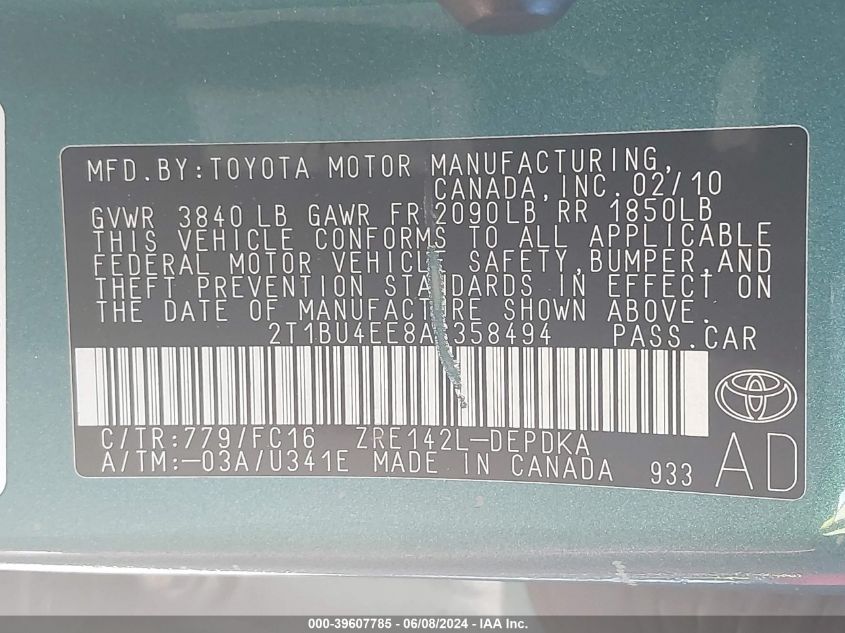 MFD.BY:TOYOTA MOTOR MANUFACTURING,
CANADA,INC. 02/10
GVWR 3840 LB GAWR FR 2090LB RR 1850LB
THIS VEHICLE CONFORMS TO ALL APPLICABLE
FEDERAL MOTOR VEHICLE SAFETY,BUMPER,AND
THEFT PREVENTION STANDARDS IN EFFECT ON
THE DATE OF MANUFACTURE SHOWN ABOVE.
PASS.CAR
C/TR:779/FC16 ZRE142L-DEPDKA
A/TM:-03A/U341E MADE IN CANADA 933
AD
000-39607785 - 06/08/2024 - IAA Inc.